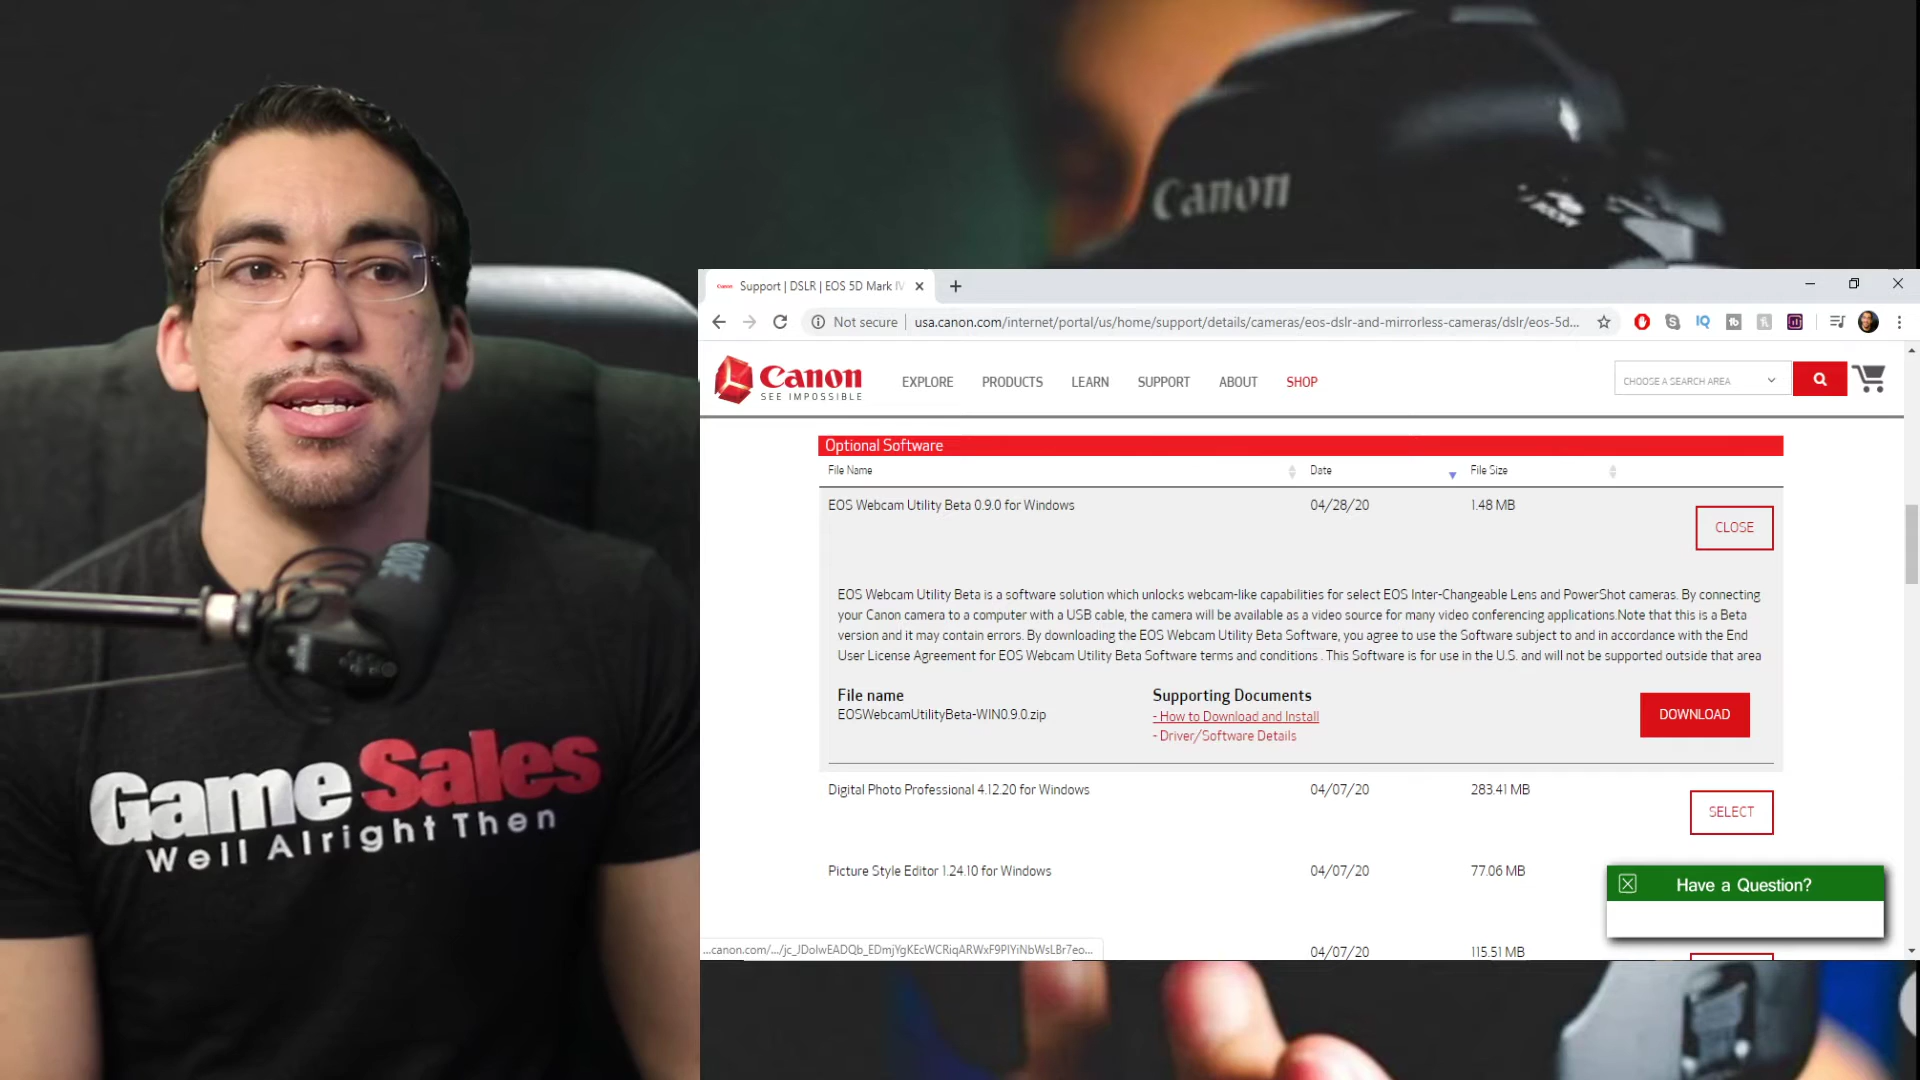 Canon
Support | DSLR | EOS 5D Mark IV
Not secure
usa.canon.com/internet/portal/us/home/support/details/cameras/eos-dslr-and-mirrorless-cameras/dslr/eos-5d...
Canon
SEE IMPOSSIBLE
EXPLORE
PRODUCTS
LEARN
SUPPORT
ABOUT
SHOP
CHOOSE A SEARCH AREA
Optional Software
File Name
Date
File Size
EOS Webcam Utility Beta 0.9.0 for Windows
04/28/20
1.48 MB
CLOSE
EOS Webcam Utility Beta is a software solution which unlocks webcam-like capabilities for select EOS Inter-Changeable Lens and PowerShot cameras. By connecting
your Canon camera to a computer with a USB cable, the camera will be available as a video source for many video conferencing applications.Note that this is a Beta
version and it may contain errors. By downloading the EOS Webcam Utility Beta Software, you agree to use the Software subject to and in accordance with the End
User License Agreement for EOS Webcam Utility Beta Software terms and conditions . This Software is for use in the U.S. and will not be supported outside that area
File name
EOSWebcamUtilityBeta-WIN0.9.0.zip
Supporting Documents
- How to Download and Install
- Driver/Software Details
DOWNLOAD
Digital Photo Professional 4.12.20 for Windows
04/07/20
283.41 MB
SELECT
Picture Style Editor 1.24.10 for Windows
04/07/20
77.06 MB
Have a Question?
04/07/20
115.51 MB
GameSales
Well Alright Then